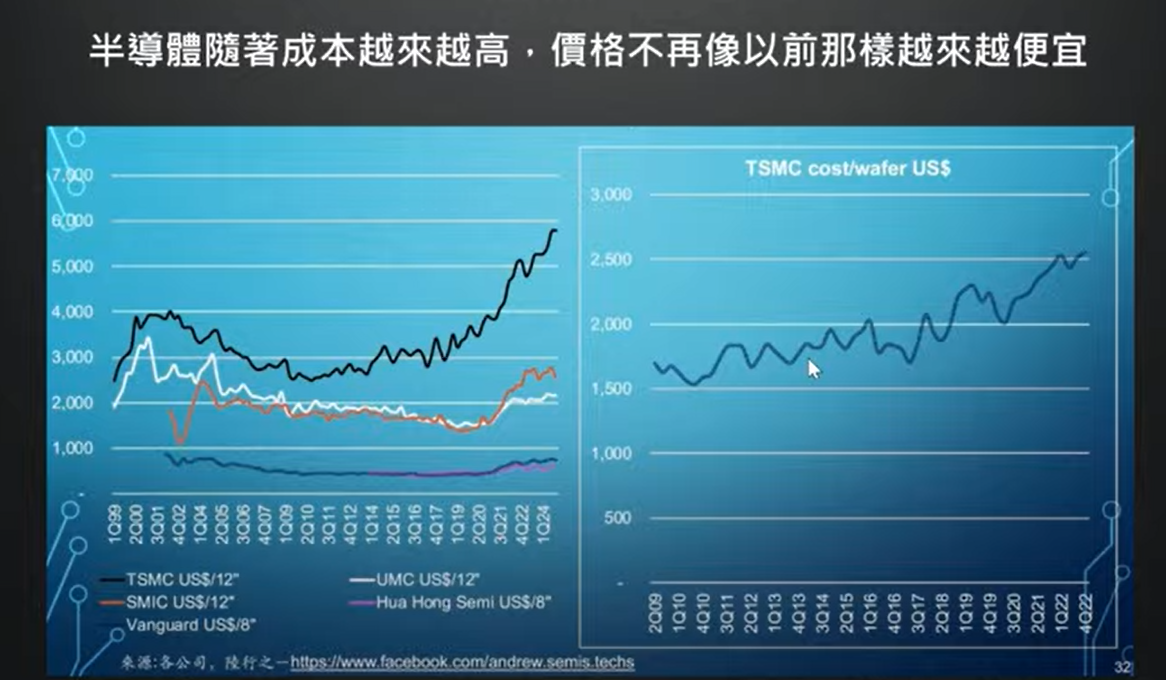 半導體隨著成本越來越高，價格不再像以前那樣越來越便宜
7,000
6,000
5,000
4,000
3,000
2,000
1,000
-
1Q99 2Q00 3Q01 4Q02 1Q04 2Q05 3Q06 4Q07 1Q09 2Q10 3Q11 4Q12 1Q14 2Q15 3Q16 4Q17 1Q19 2Q20 3Q21 4Q22 1Q24
TSMC US$/12" UMC US$/12"
SMIC US$/12" Hua Hong Semi US$/8"
Vanguard US$/8"
TSMC cost/wafer US$
3,000
2,500
2,000
1,500
1,000
500
-
2Q09 1Q10 4Q10 3Q11 2Q12 1Q13 4Q13 3Q14 2Q15 1Q16 4Q16 3Q17 2Q18 1Q19 4Q19 3Q20 2Q21 1Q22 4Q22
來源:各公司, 陸行之－https://www.facebook.com/andrew.semis.techs
32